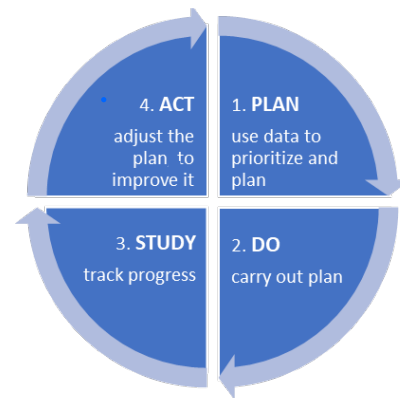 1. PLAN
use data to
prioritize and
plan
2. DO
carry out plan
3. STUDY
track progress
4. ACT
adjust the
plan to
improve it